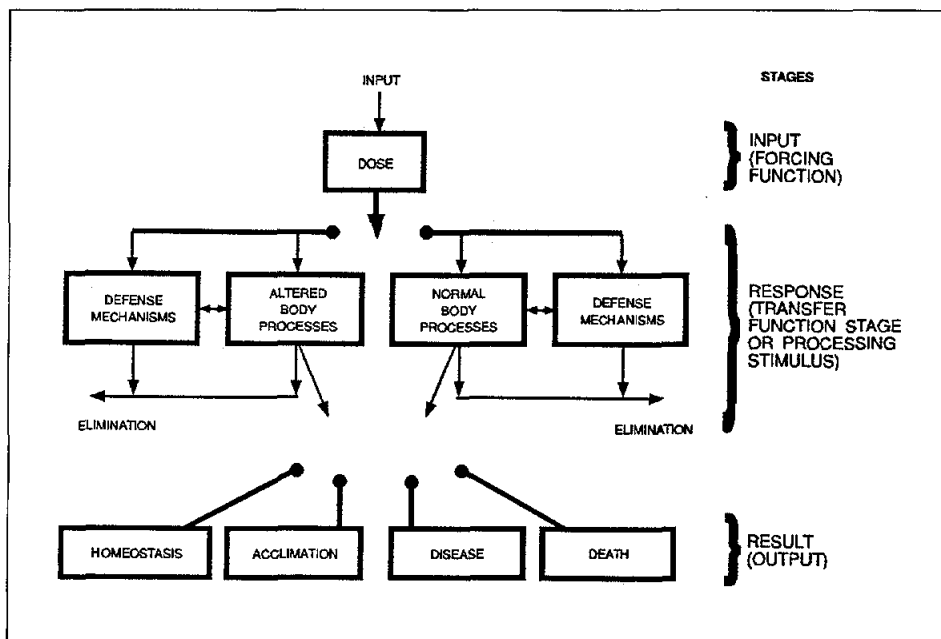 INPUT
STAGES
DOSE
INPUT
(FORCING
FUNCTION)
DEFENSE
MECHANISMS
ALTERED
BODY
PROCESSES
NORMAL
BODY
PROCESSES
DEFENSE
MECHANISMS
RESPONSE
(TRANSFER
FUNCTION STAGE
OR PROCESSING
STIMULUS)
ELIMINATION
ELIMINATION
HOMEOSTASIS
ACCLIMATION
DISEASE
DEATH
RESULT
(OUTPUT)